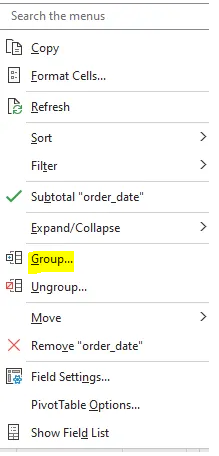 Search the menus
Copy
Format Cells...
Refresh
Sort
Filter
Subtotal "order_date"
Expand/Collapse
Group...
Ungroup...
Move
Remove "order_date"
Field Settings...
PivotTable Options...
Show Field List